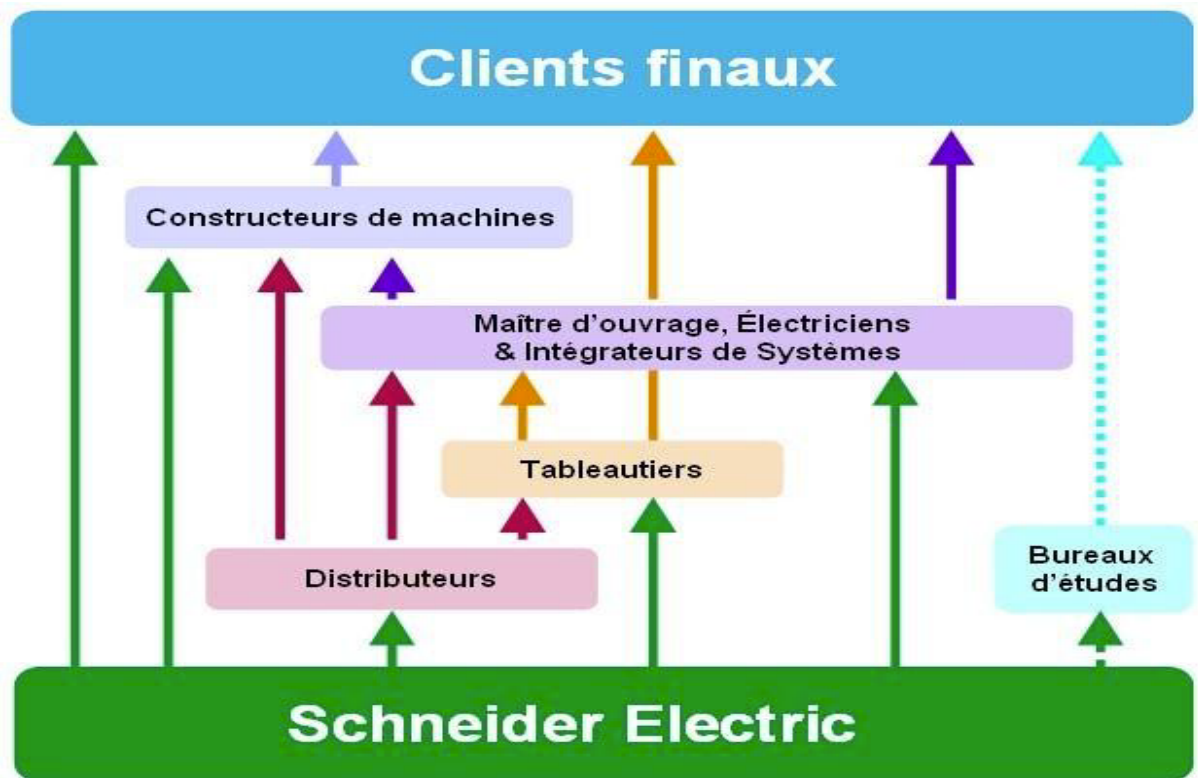 Clients finaux
Constructeurs de machines
Maître d’ouvrage, Électriciens
& Intégrateurs de Systèmes
Tableautiers
Distributeurs
Bureaux
d’études
Schneider Electric